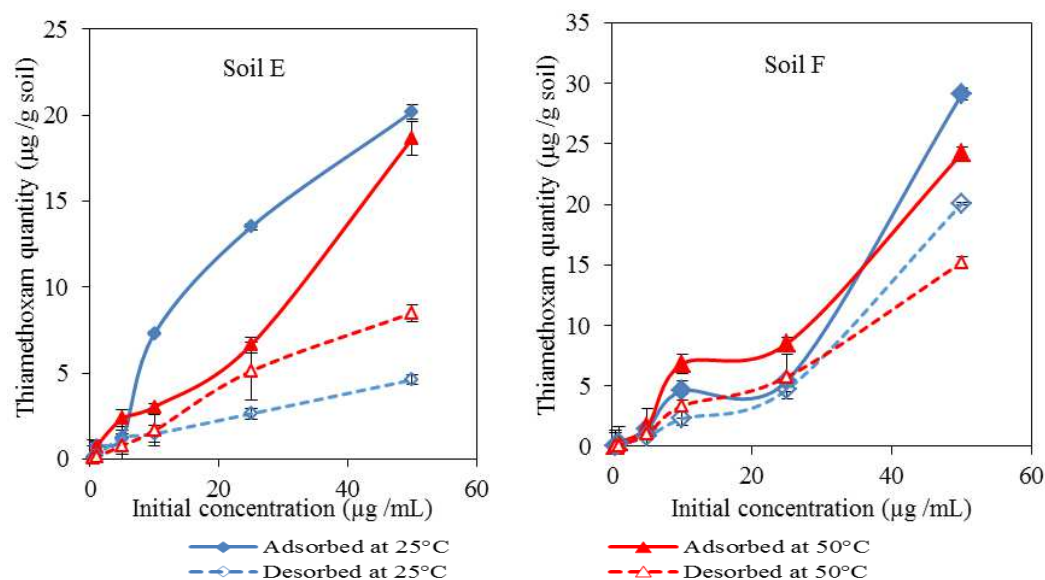 Soil E
Thiamethoxam quantity (µg /g soil)
25
20
15
10
5
0
0
20
40
60
Initial concentration (µg /mL)
Soil F
Thiamethoxam quantity (µg /g soil)
35
30
25
20
15
10
5
0
0
20
40
60
Initial concentration (µg /mL)
Adsorbed at 25°C
Adsorbed at 50°C
Desorbed at 25°C
Desorbed at 50°C